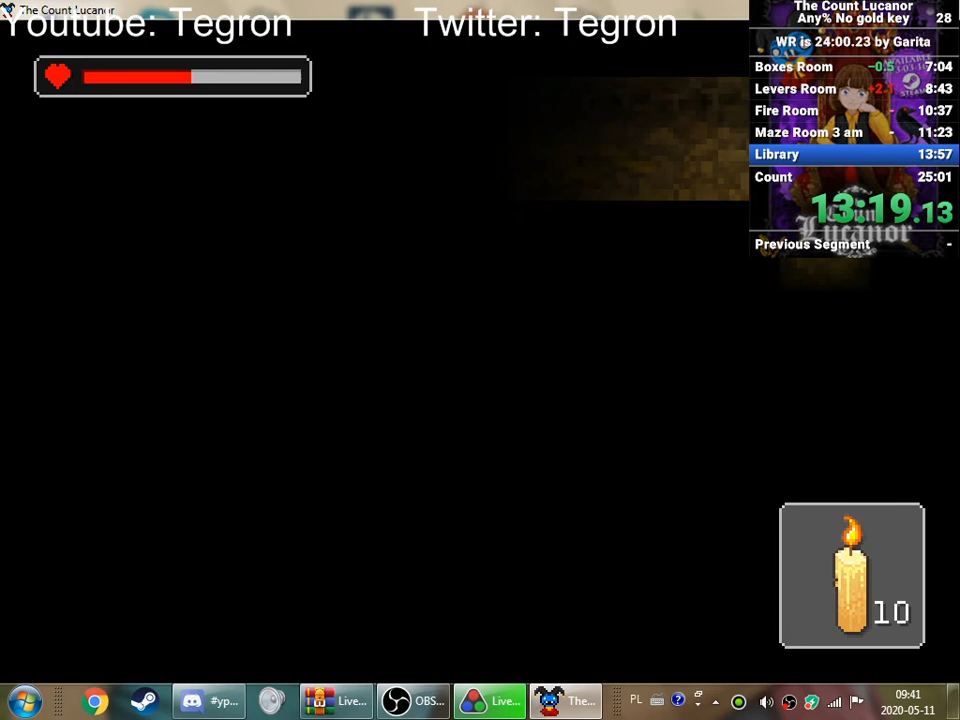 The Count Lucanor
Youtube: Tegron
Twitter: Tegron
The Count Lucanor
Any% No gold key 28
WR is 24:00.23 by Garita
Boxes Room −0.5 7:04
Levers Room 8:43
Fire Room - 10:37
Maze Room 3 am - 11:23
Library 13:57
Count 25:01
13:19.13
Count
Lucanor
Previous Segment -
10
#yp...
Live...
OBS...
Live...
The...
PL
09:41
2020-05-11